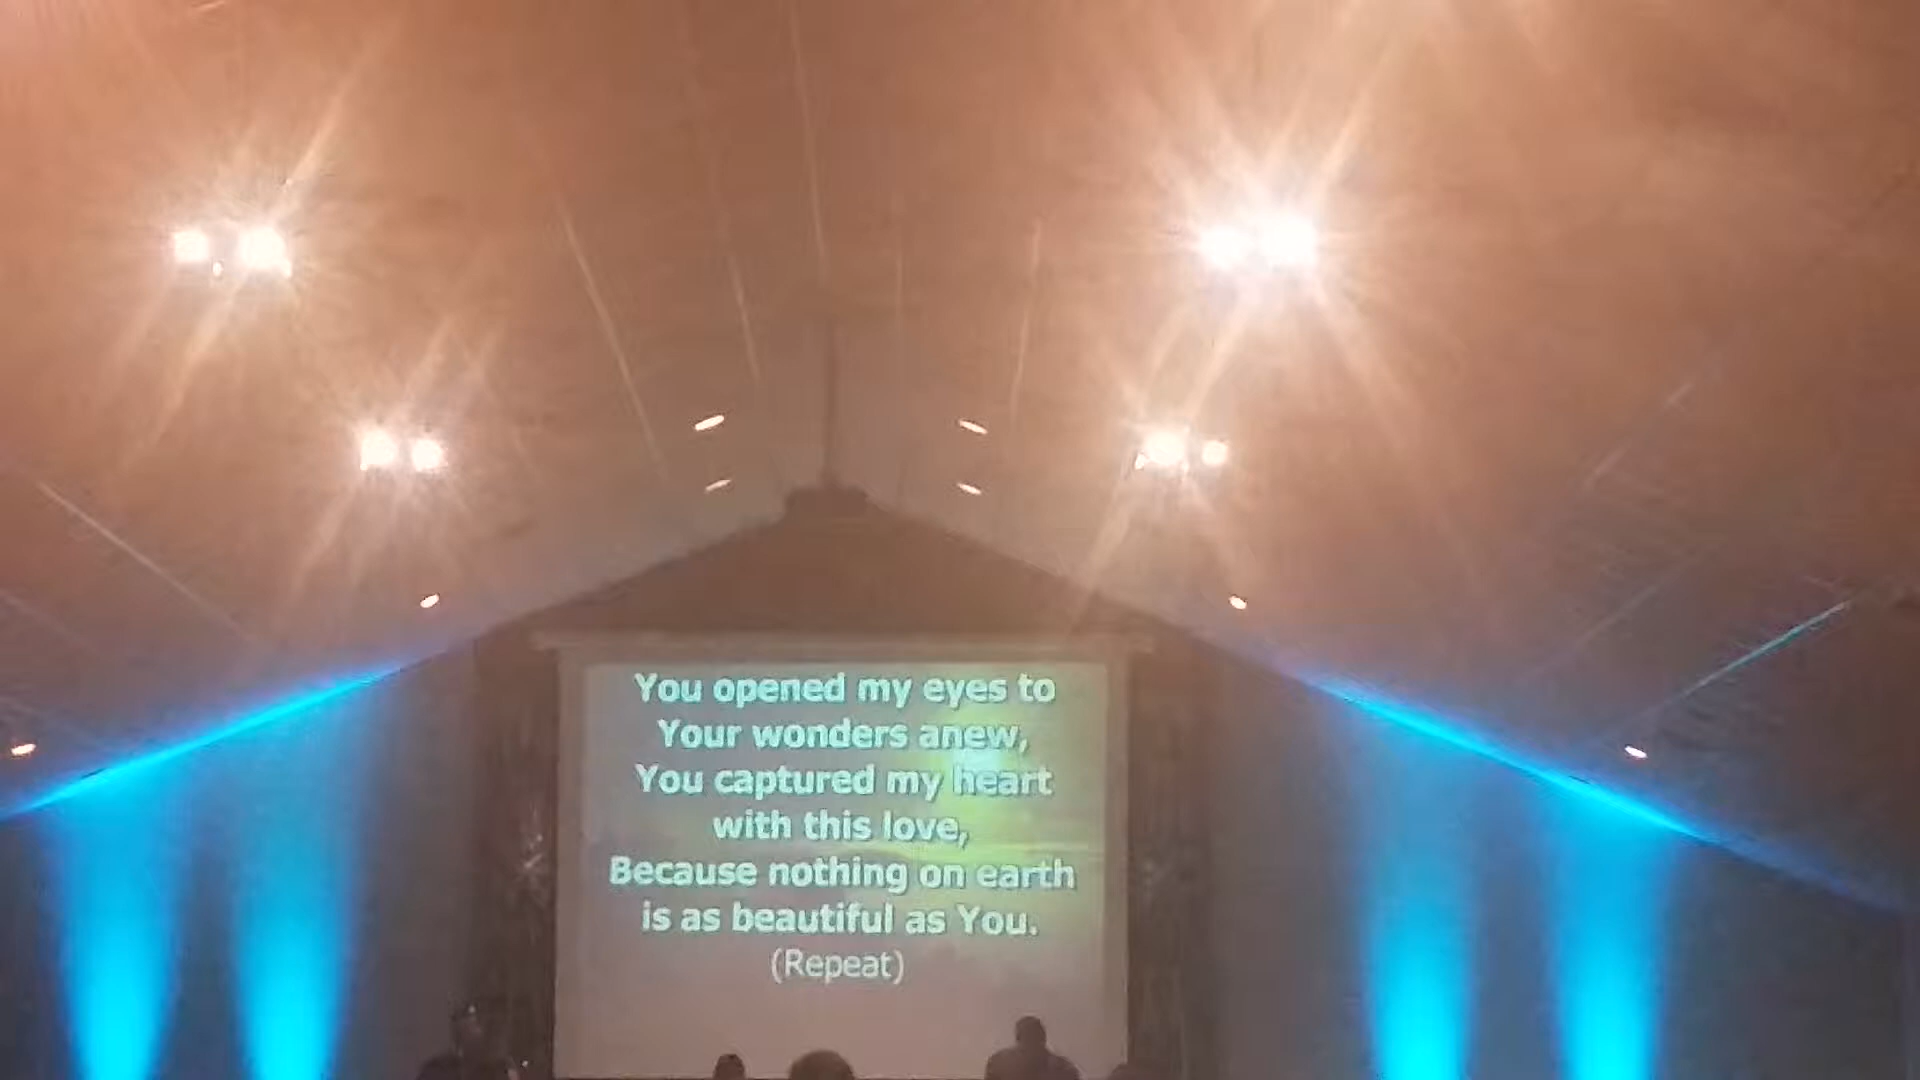 You opened my eyes to
Your wonders anew,
You captured my heart
with this love,
Because nothing on earth
is as beautiful as You.
(Repeat)